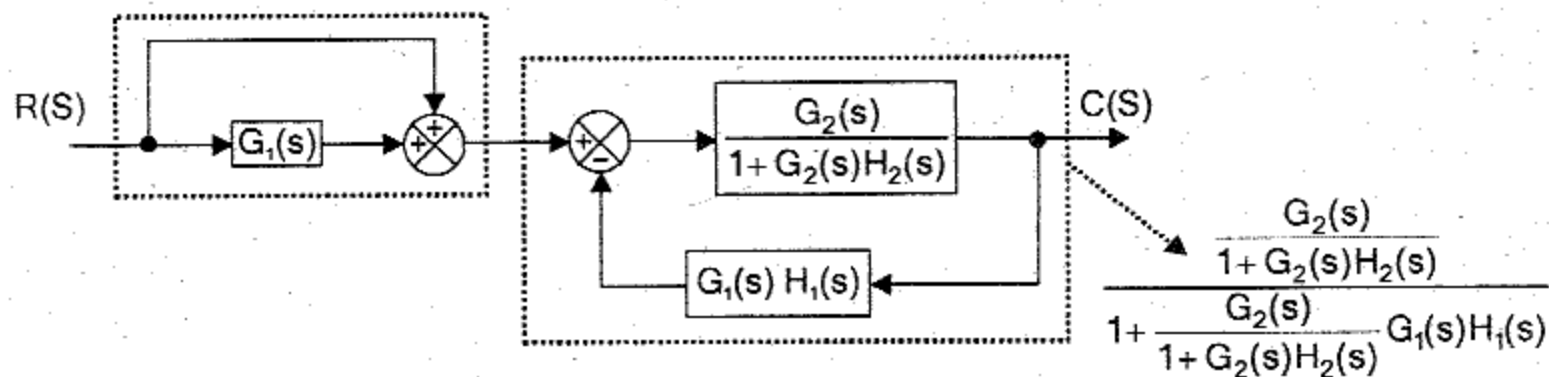 R(S)
G₁(s)
+
+
+
-
G₂(s)
1+G₂(s)H₂(s)
C(S)
G₁(s) H₁(s)
G₂(s)
1+G₂(s)H₂(s)
1+ G₂(s)
1+G₂(s)H₂(s)
G₁(s)H₁(s)